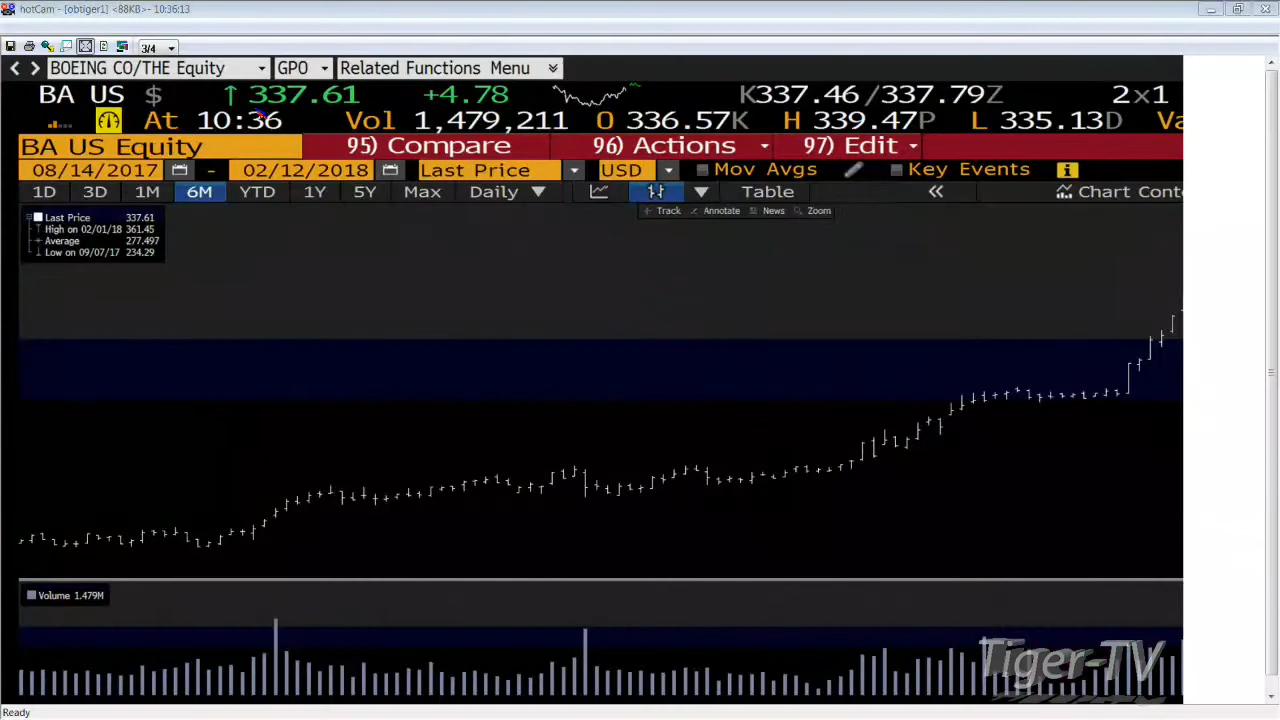 hotCam - [obtiger1] <88KB>- 10:36:13
3/4
BOEING CO/THE Equity GPO Related Functions Menu
BA US $ ↑ 337.61 +4.78 K337.46/337.79Z 2x1
At 10:36 Vol 1,479,211 O 336.57K H 339.47P L 335.13D Va
BA US Equity 95) Compare 96) Actions 97) Edit
08/14/2017 - 02/12/2018 Last Price USD Mov Avgs Key Events i
1D 3D 1M 6M YTD 1Y 5Y Max Daily Table « Chart Cont
Track Annotate News Zoom
Last Price 337.61
High on 02/01/18 361.45
Average 277.497
Low on 09/07/17 234.29
Volume 1.479M
Tiger-TV
Ready